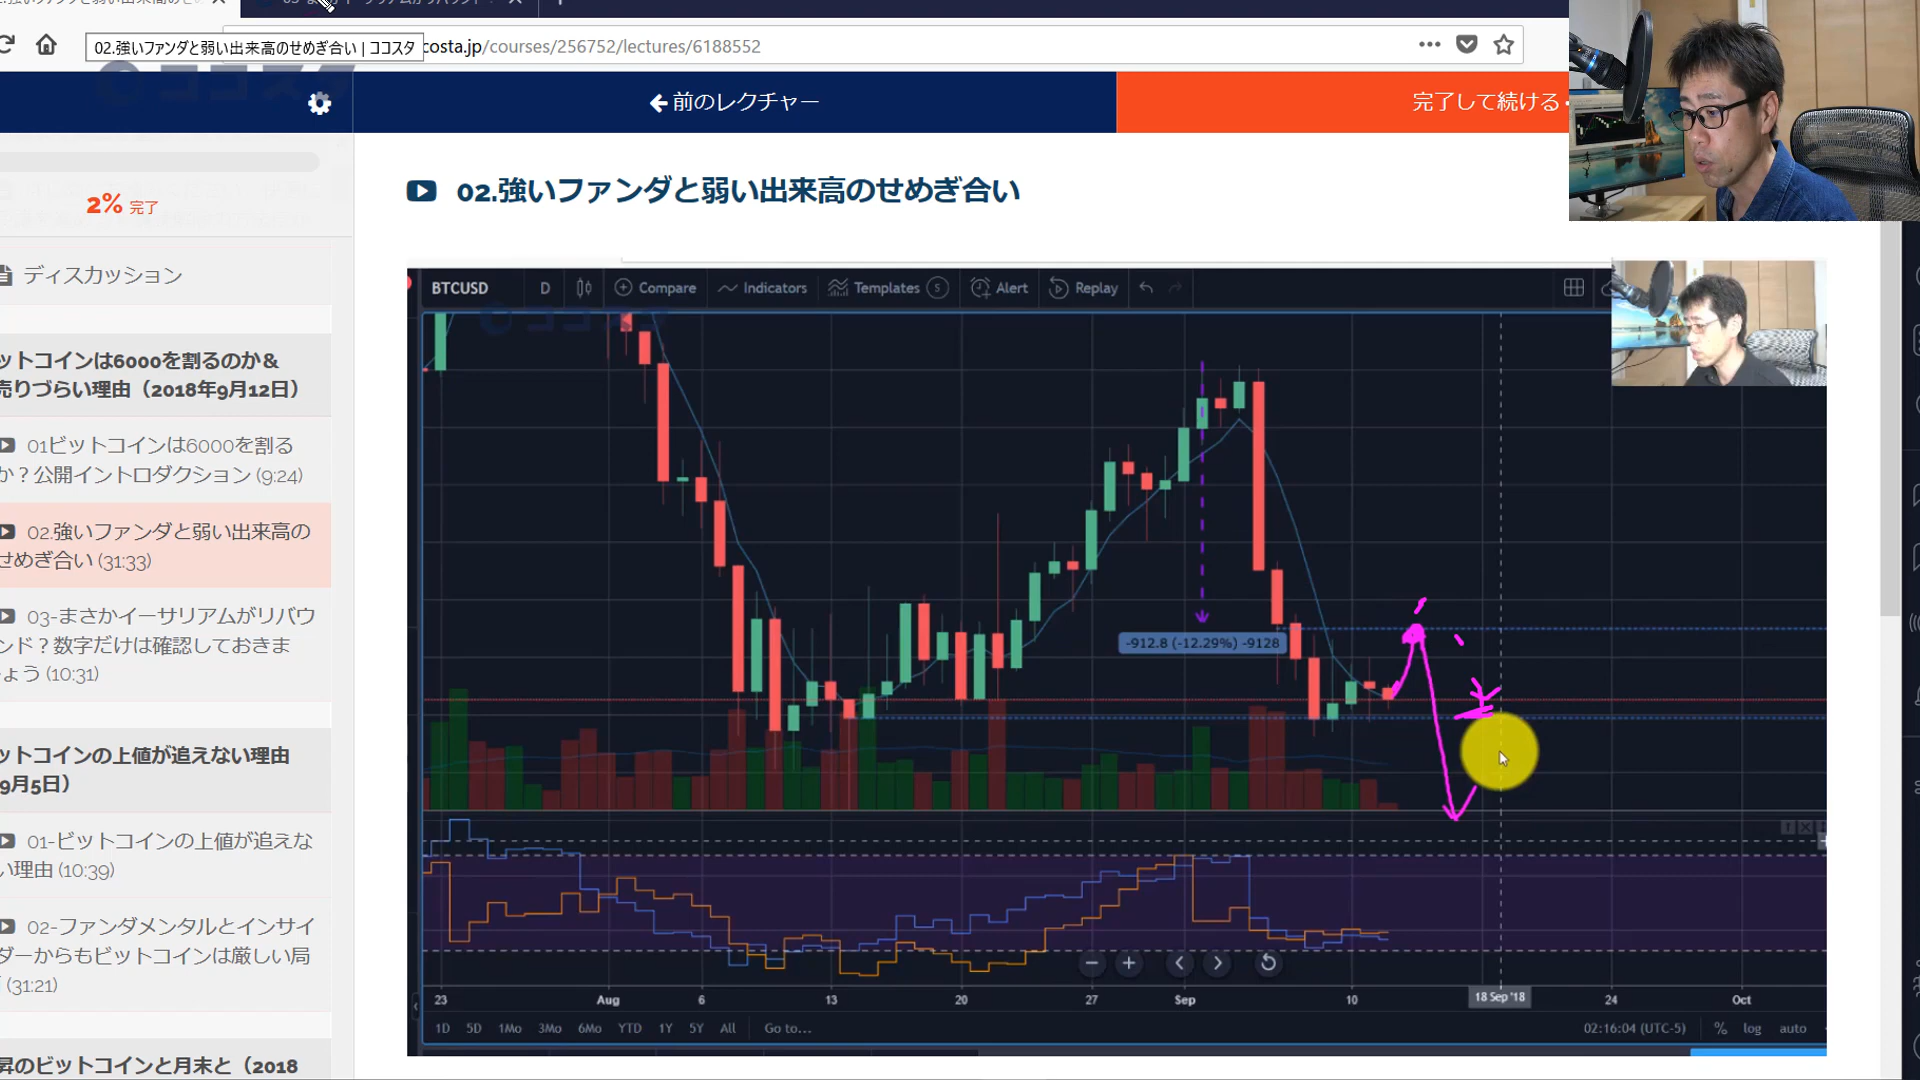 02.強いファンダと弱い出来高のせめぎ合い | ココスタ
costa.jp/courses/256752/lectures/6188552
前のレクチャー
完了して続ける
2% 完了
ディスカッション
ットコインは6000を割るのか＆
売りづらい理由（2018年9月12日）
01ビットコインは6000を割る
か？公開イントロダクション (9:24)
02.強いファンダと弱い出来高の
せめぎ合い (31:33)
03-まさかイーサリアムがリバウ
ンド？数字だけは確認しておきま
ょう (10:31)
ットコインの上値が追えない理由
9月5日）
01-ビットコインの上値が追えな
い理由 (10:39)
02-ファンダメンタルとインサイ
ダーからもビットコインは厳しい局
(31:21)
昇のビットコインと月末と（2018
02.強いファンダと弱い出来高のせめぎ合い
BTCUSD D Compare Indicators Templates S Alert Replay
ココスタ
-912.8 (-12.29%) -9128
23 Aug 6 13 20 27 Sep 10 18 Sep '18 24 Oct
1D 5D 1Mo 3Mo 6Mo YTD 1Y 5Y All Go to... 02:16:04 (UTC-5) % log auto